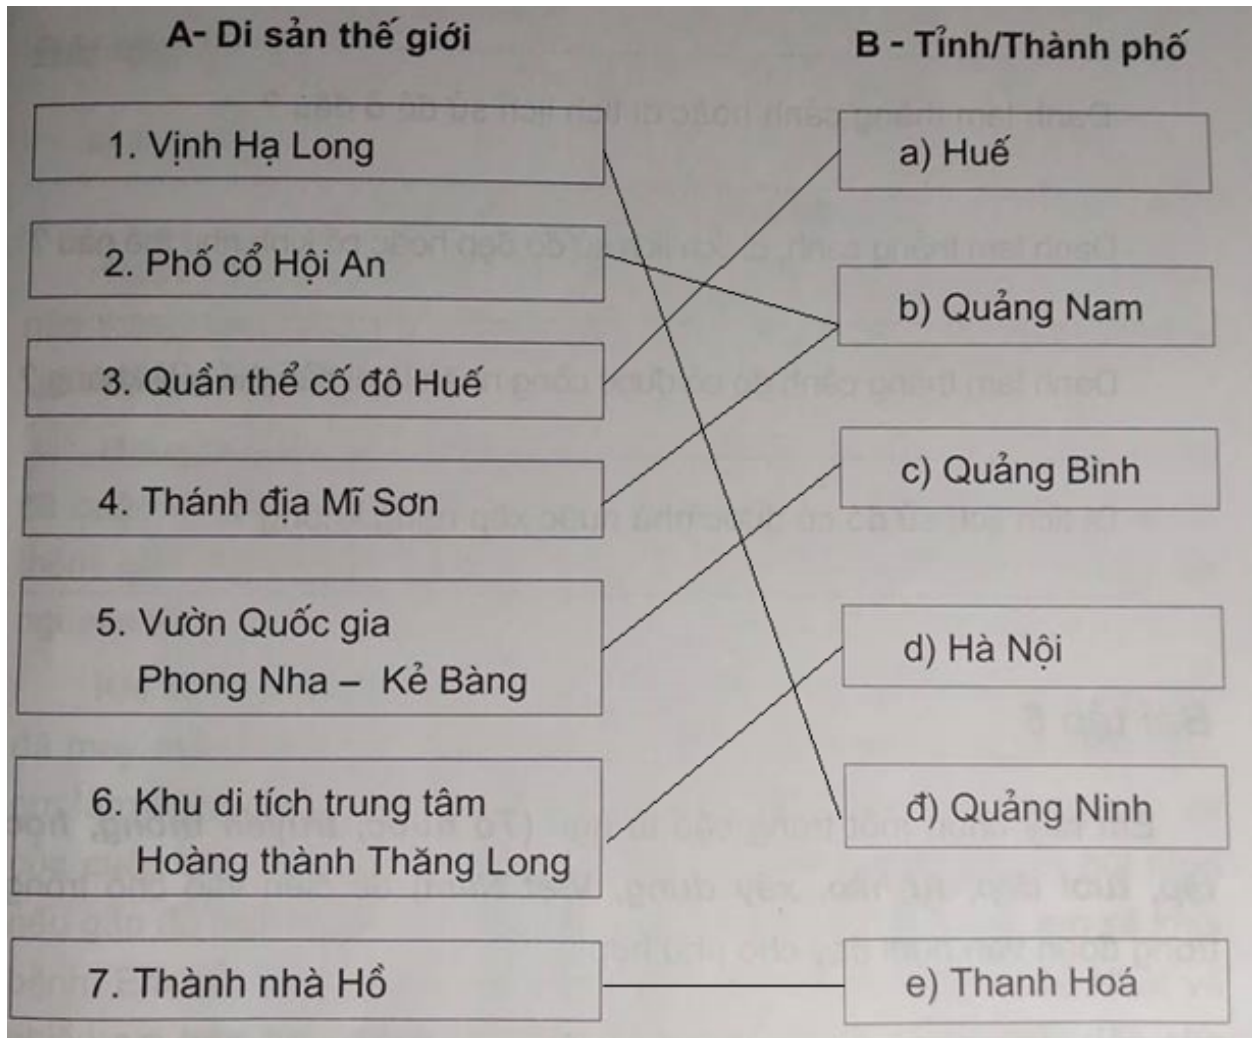 A- Di sản thế giới
B - Tỉnh/Thành phố
1. Vịnh Hạ Long
a) Huế
2. Phố cổ Hội An
b) Quảng Nam
3. Quần thể cố đô Huế
c) Quảng Bình
4. Thánh địa Mĩ Sơn
5. Vườn Quốc gia
Phong Nha – Kẻ Bàng
d) Hà Nội
6. Khu di tích trung tâm
Hoàng thành Thăng Long
đ) Quảng Ninh
7. Thành nhà Hồ
e) Thanh Hoá